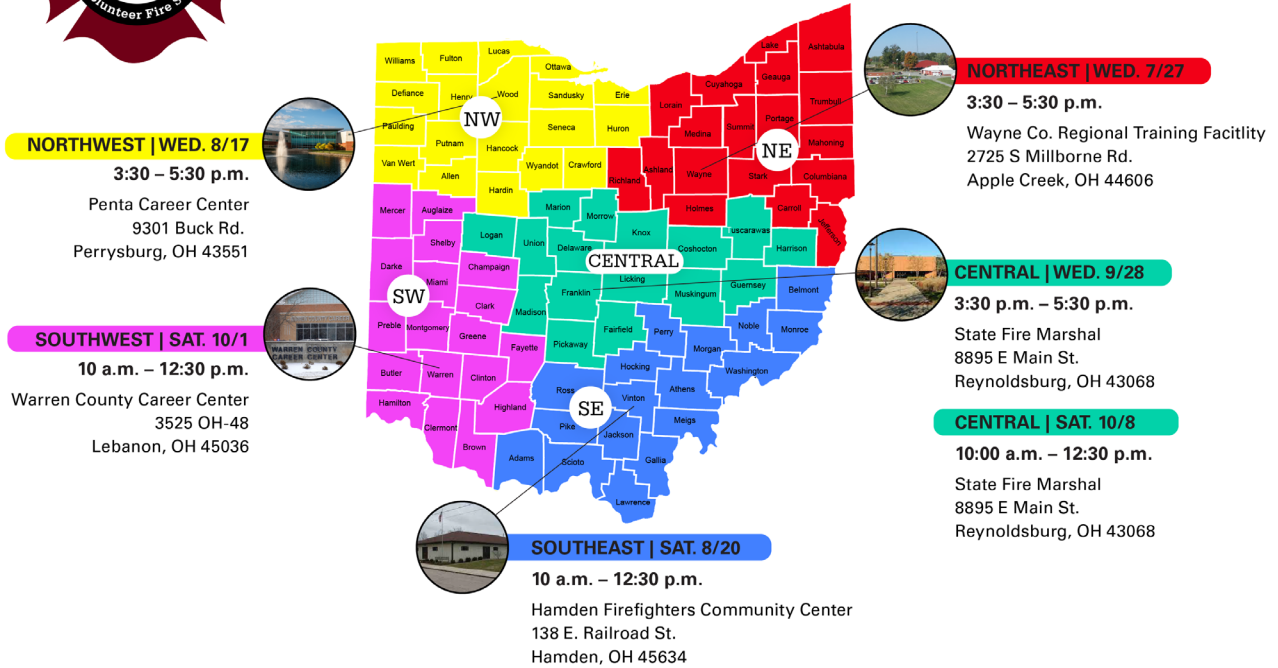 Volunteer Fire S
NORTHWEST | WED. 8/17
3:30 – 5:30 p.m.
Penta Career Center
9301 Buck Rd.
Perrysburg, OH 43551
SOUTHWEST | SAT. 10/1
10 a.m. – 12:30 p.m.
Warren County Career Center
3525 OH-48
Lebanon, OH 45036
WARREN COUNTY
CAREER CENTER
Williams
Fulton
Lucas
Ottawa
Defiance
Henry
Wood
Sandusky
Erie
Paulding
NW
Seneca
Huron
Putnam
Hancock
Van Wert
Allen
Wyandot
Crawford
Hardin
Lake
Ashtabula
Geauga
Cuyahoga
Lorain
Trumbull
Medina
Summit
Portage
Mahoning
NE
Ashland
Richland
Wayne
Stark
Columbiana
Holmes
Carroll
Jefferson
Mercer
Auglaize
Shelby
Darke
Miami
Champaign
SW
Clark
Preble
Montgomery
Greene
Fayette
Butler
Warren
Clinton
Hamilton
Clermont
Highland
Brown
Marion
Morrow
Logan
Union
Delaware
Knox
Coshocton
uscarawas
Harrison
CENTRAL
Licking
Franklin
Muskingum
Guernsey
Madison
Fairfield
Pickaway
Belmont
Perry
Noble
Monroe
Morgan
Hocking
Washington
Ross
Athens
Vinton
SE
Pike
Meigs
Jackson
Adams
Scioto
Gallia
Lawrence
NORTHEAST | WED. 7/27
3:30 – 5:30 p.m.
Wayne Co. Regional Training Facitlity
2725 S Millborne Rd.
Apple Creek, OH 44606
CENTRAL | WED. 9/28
3:30 p.m. – 5:30 p.m.
State Fire Marshal
8895 E Main St.
Reynoldsburg, OH 43068
CENTRAL | SAT. 10/8
10:00 a.m. – 12:30 p.m.
State Fire Marshal
8895 E Main St.
Reynoldsburg, OH 43068
SOUTHEAST | SAT. 8/20
10 a.m. – 12:30 p.m.
Hamden Firefighters Community Center
138 E. Railroad St.
Hamden, OH 45634